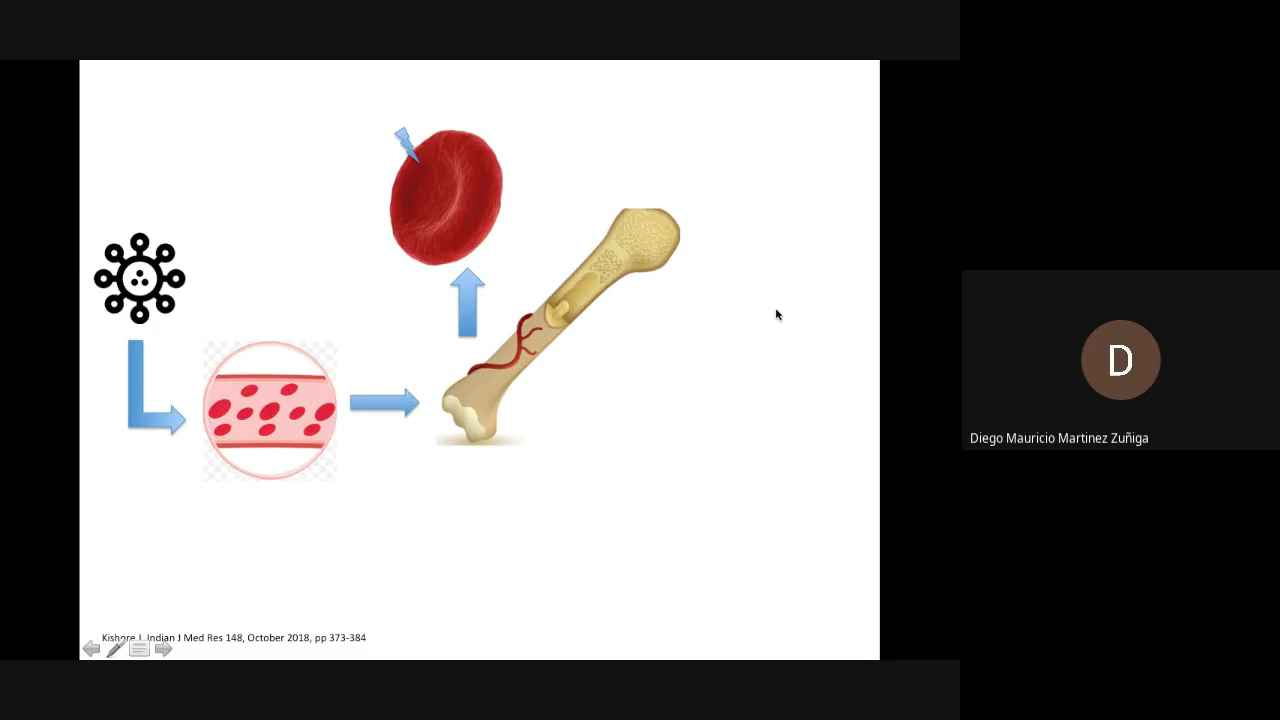 D
Diego Mauricio Martinez Zuñiga
Kishore J, Indian J Med Res 148, October 2018, pp 373-384